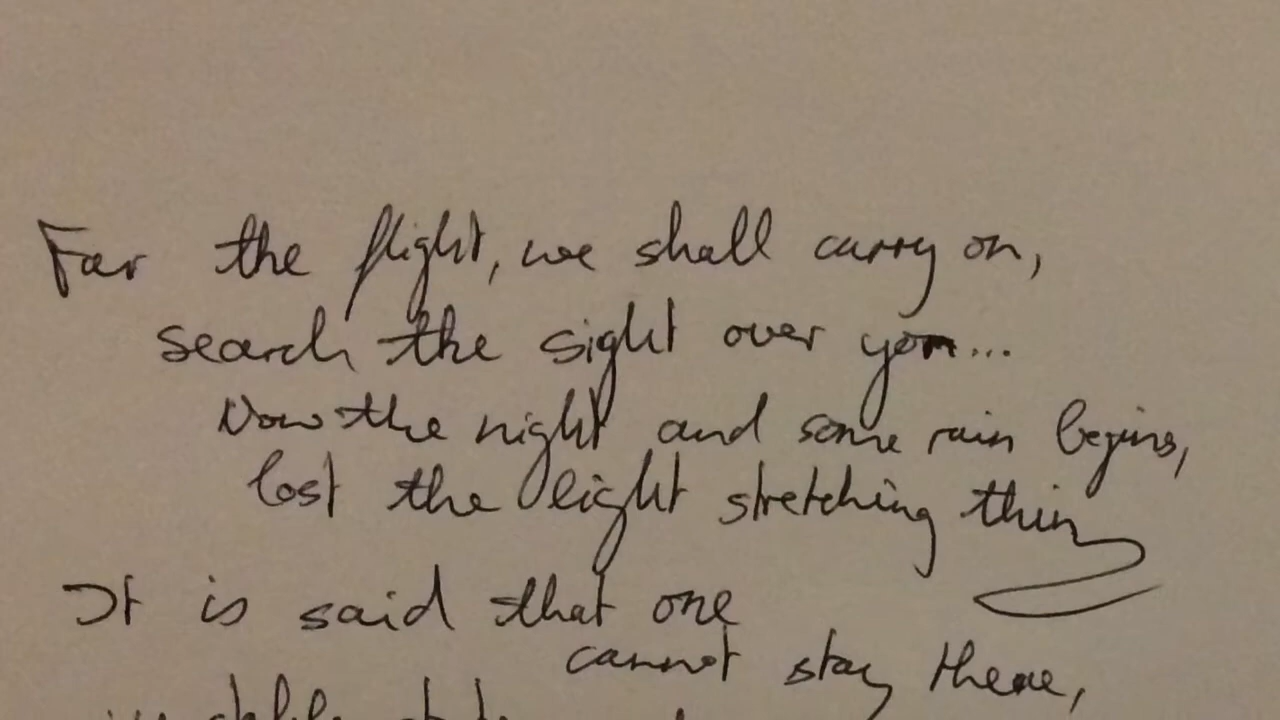 Far the flight, we shall carry on,
search the sight over yon...
Now the night and some rain begins,
lost the light stretching thin
It is said that one
cannot stay there,